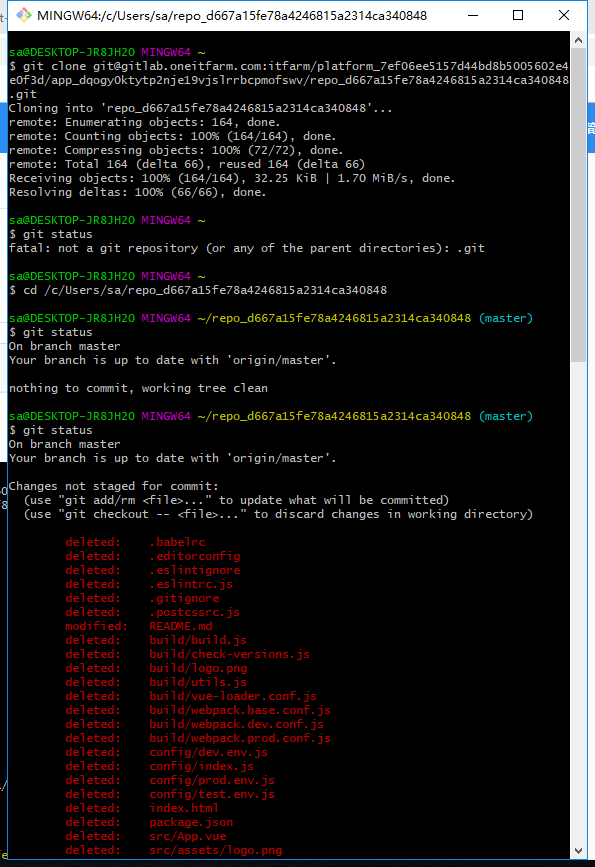 MINGW64:/c/Users/sa/repo_d667a15fe78a4246815a2314ca340848
sa@DESKTOP-JR8JH2O MINGW64 ~
$ git clone git@gitlab.oneitfarm.com:itfarm/platform_7ef06ee5157d44bd8b5005602e4
e0f3d/app_dqogy0ktytp2nje19vjslrrbcpmofswv/repo_d667a15fe78a4246815a2314ca340848
.git
Cloning into 'repo_d667a15fe78a4246815a2314ca340848'...
remote: Enumerating objects: 164, done.
remote: Counting objects: 100% (164/164), done.
remote: Compressing objects: 100% (72/72), done.
remote: Total 164 (delta 66), reused 164 (delta 66)
Receiving objects: 100% (164/164), 32.25 KiB | 1.70 MiB/s, done.
Resolving deltas: 100% (66/66), done.
sa@DESKTOP-JR8JH2O MINGW64 ~
$ git status
fatal: not a git repository (or any of the parent directories): .git
sa@DESKTOP-JR8JH2O MINGW64 ~
$ cd /c/Users/sa/repo_d667a15fe78a4246815a2314ca340848
sa@DESKTOP-JR8JH2O MINGW64 ~/repo_d667a15fe78a4246815a2314ca340848 (master)
$ git status
On branch master
Your branch is up to date with 'origin/master'.
nothing to commit, working tree clean
sa@DESKTOP-JR8JH2O MINGW64 ~/repo_d667a15fe78a4246815a2314ca340848 (master)
$ git status
On branch master
Your branch is up to date with 'origin/master'.
Changes not staged for commit:
(use "git add/rm <file>..." to update what will be committed)
(use "git checkout -- <file>..." to discard changes in working directory)
deleted: .babelrc
deleted: .editorconfig
deleted: .eslintignore
deleted: .eslintrc.js
deleted: .gitignore
deleted: .postcssrc.js
modified: README.md
deleted: build/build.js
deleted: build/check-versions.js
deleted: build/logo.png
deleted: build/utils.js
deleted: build/vue-loader.conf.js
deleted: build/webpack.base.conf.js
deleted: build/webpack.dev.conf.js
deleted: build/webpack.prod.conf.js
deleted: config/dev.env.js
deleted: config/index.js
deleted: config/prod.env.js
deleted: config/test.env.js
deleted: index.html
deleted: package.json
deleted: src/App.vue
deleted: src/assets/logo.png